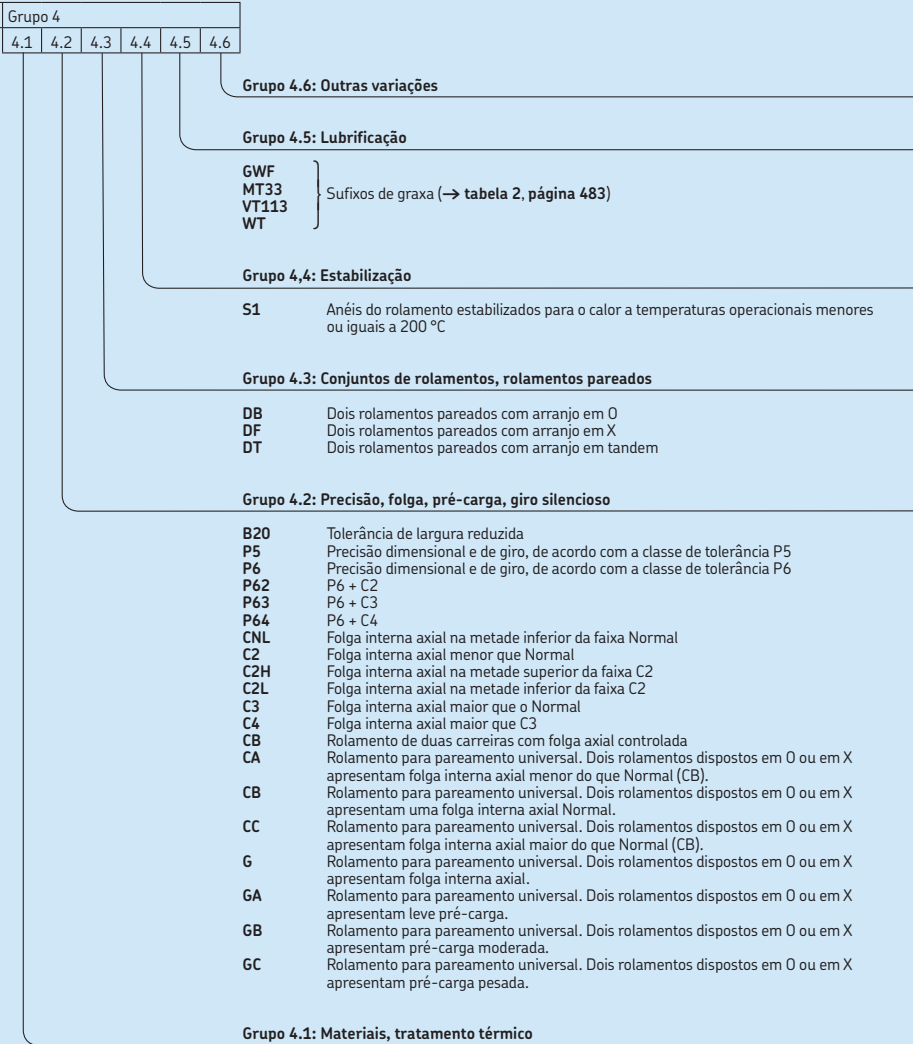 Grupo 4
4.1 4.2 4.3 4.4 4.5 4.6
Grupo 4.6: Outras variações
Grupo 4.5: Lubrificação
GWF
MT33
VT113
WT
Sufixos de graxa (→ tabela 2, página 483)
Grupo 4,4: Estabilização
S1 Anéis do rolamento estabilizados para o calor a temperaturas operacionais menores
ou iguais a 200 °C
Grupo 4.3: Conjuntos de rolamentos, rolamentos pareados
DB Dois rolamentos pareados com arranjo em O
DF Dois rolamentos pareados com arranjo em X
DT Dois rolamentos pareados com arranjo em tandem
Grupo 4.2: Precisão, folga, pré-carga, giro silencioso
B20 Tolerância de largura reduzida
P5 Precisão dimensional e de giro, de acordo com a classe de tolerância P5
P6 Precisão dimensional e de giro, de acordo com a classe de tolerância P6
P62 P6 + C2
P63 P6 + C3
P64 P6 + C4
CNL Folga interna axial na metade inferior da faixa Normal
C2 Folga interna axial menor que Normal
C2H Folga interna axial na metade superior da faixa C2
C2L Folga interna axial na metade inferior da faixa C2
C3 Folga interna axial maior que o Normal
C4 Folga interna axial maior que C3
CB Rolamento de duas carreiras com folga axial controlada
CA Rolamento para pareamento universal. Dois rolamentos dispostos em O ou em X
apresentam folga interna axial menor do que Normal (CB).
CB Rolamento para pareamento universal. Dois rolamentos dispostos em O ou em X
apresentam uma folga interna axial Normal.
CC Rolamento para pareamento universal. Dois rolamentos dispostos em O ou em X
apresentam folga interna axial maior do que Normal (CB).
G Rolamento para pareamento universal. Dois rolamentos dispostos em O ou em X
apresentam folga interna axial.
GA Rolamento para pareamento universal. Dois rolamentos dispostos em O ou em X
apresentam leve pré-carga.
GB Rolamento para pareamento universal. Dois rolamentos dispostos em O ou em X
apresentam pré-carga moderada.
GC Rolamento para pareamento universal. Dois rolamentos dispostos em O ou em X
apresentam pré-carga pesada.
Grupo 4.1: Materiais, tratamento térmico